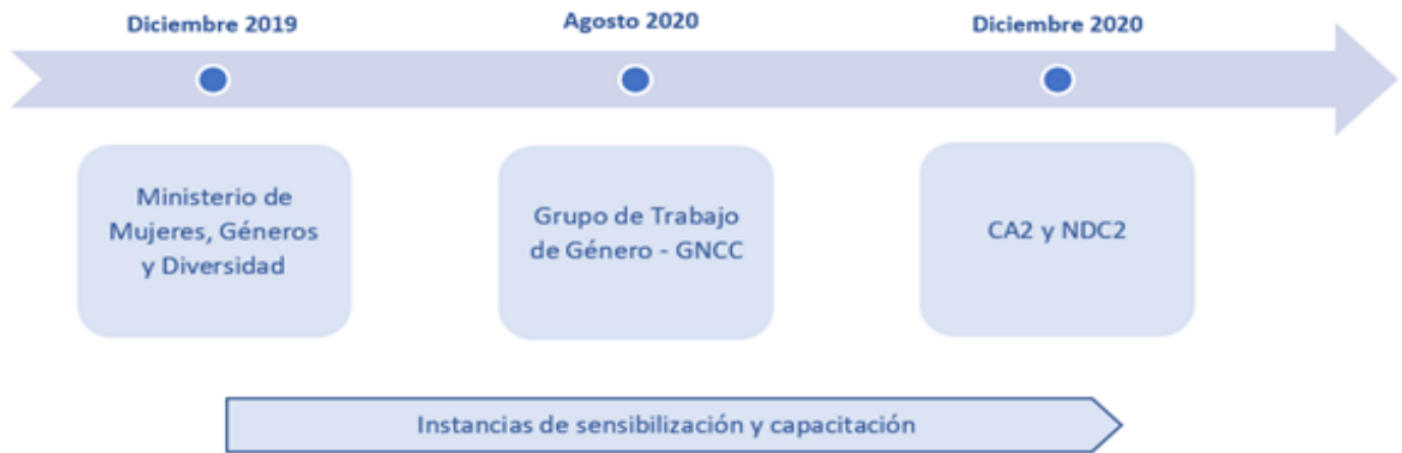 Diciembre 2019
Agosto 2020
Diciembre 2020
Ministerio de
Mujeres, Géneros
y Diversidad
Grupo de Trabajo
de Género - GNCC
CA2 y NDC2
Instancias de sensibilización y capacitación